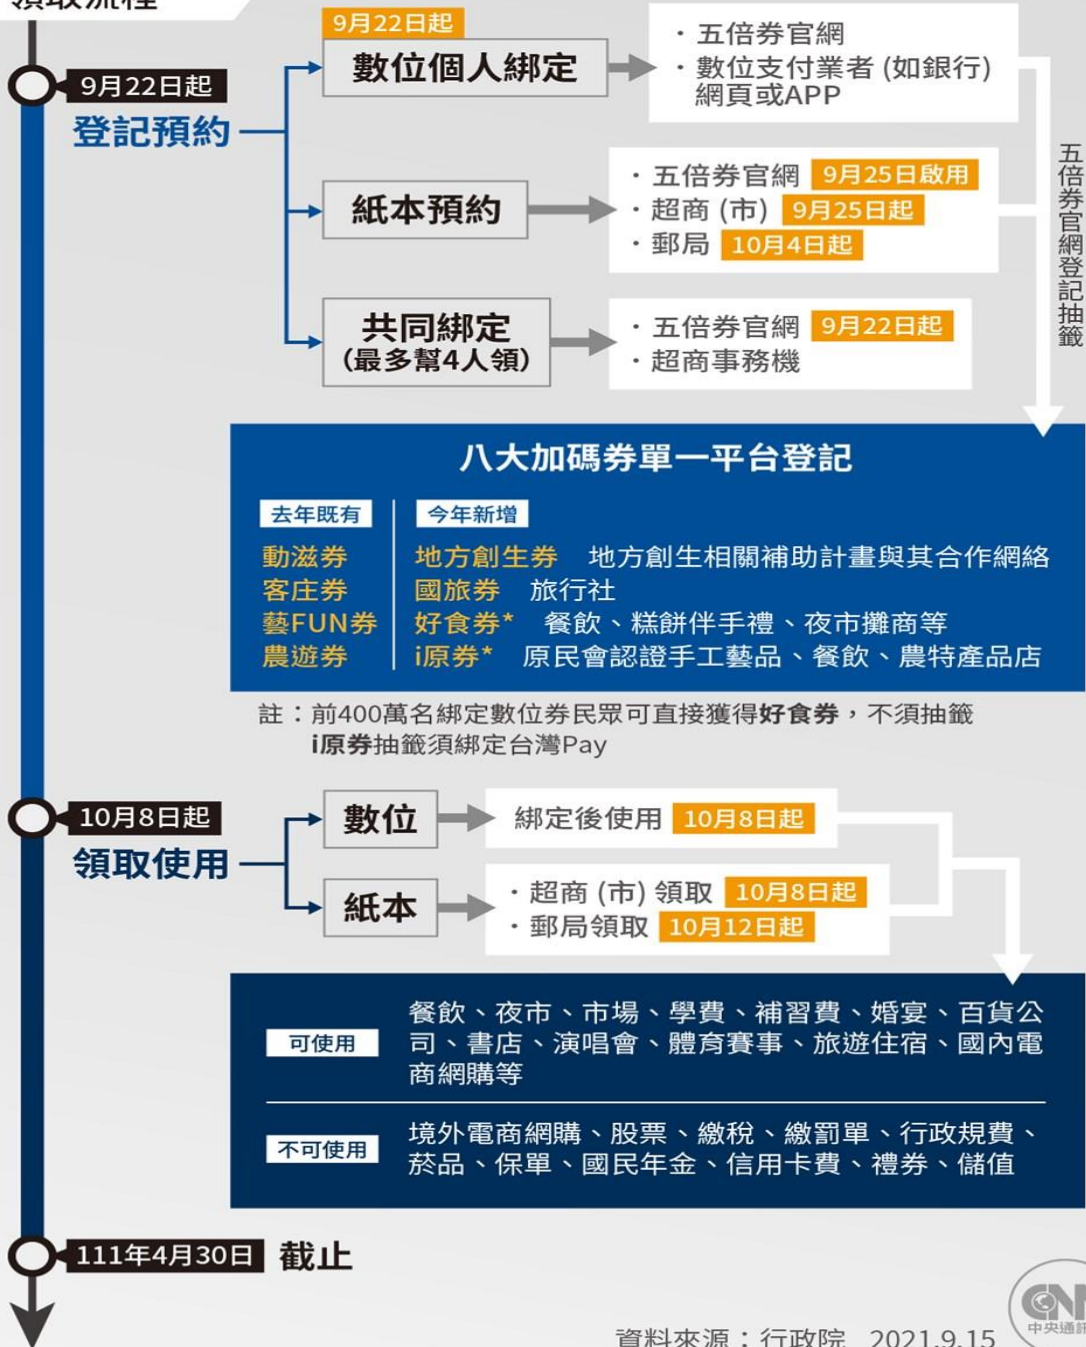 領取流程
9月22日起
登記預約
9月22日起
數位個人綁定
・五倍券官網
・數位支付業者 (如銀行)
網頁或APP
紙本預約
・五倍券官網 9月25日啟用
・超商 (市) 9月25日起
・郵局 10月4日起
共同綁定
(最多幫4人領)
・五倍券官網 9月22日起
・超商事務機
五倍券官網登記抽籤
八大加碼券單一平台登記
去年既有
動滋券
客庄券
藝FUN券
農遊券
今年新增
地方創生券 地方創生相關補助計畫與其合作網絡
國旅券 旅行社
好食券* 餐飲、糕餅伴手禮、夜市攤商等
i原券* 原民會認證手工藝品、餐飲、農特產品店
註：前400萬名綁定數位券民眾可直接獲得好食券，不須抽籤
i原券抽籤須綁定台灣Pay
10月8日起
領取使用
數位
綁定後使用 10月8日起
紙本
・超商 (市) 領取 10月8日起
・郵局領取 10月12日起
可使用
餐飲、夜市、市場、學費、補習費、婚宴、百貨公
司、書店、演唱會、體育賽事、旅遊住宿、國內電
商網購等
不可使用
境外電商網購、股票、繳稅、繳罰單、行政規費、
菸品、保單、國民年金、信用卡費、禮券、儲值
111年4月30日 截止
資料來源：行政院 2021.9.15
CN
中央通訊